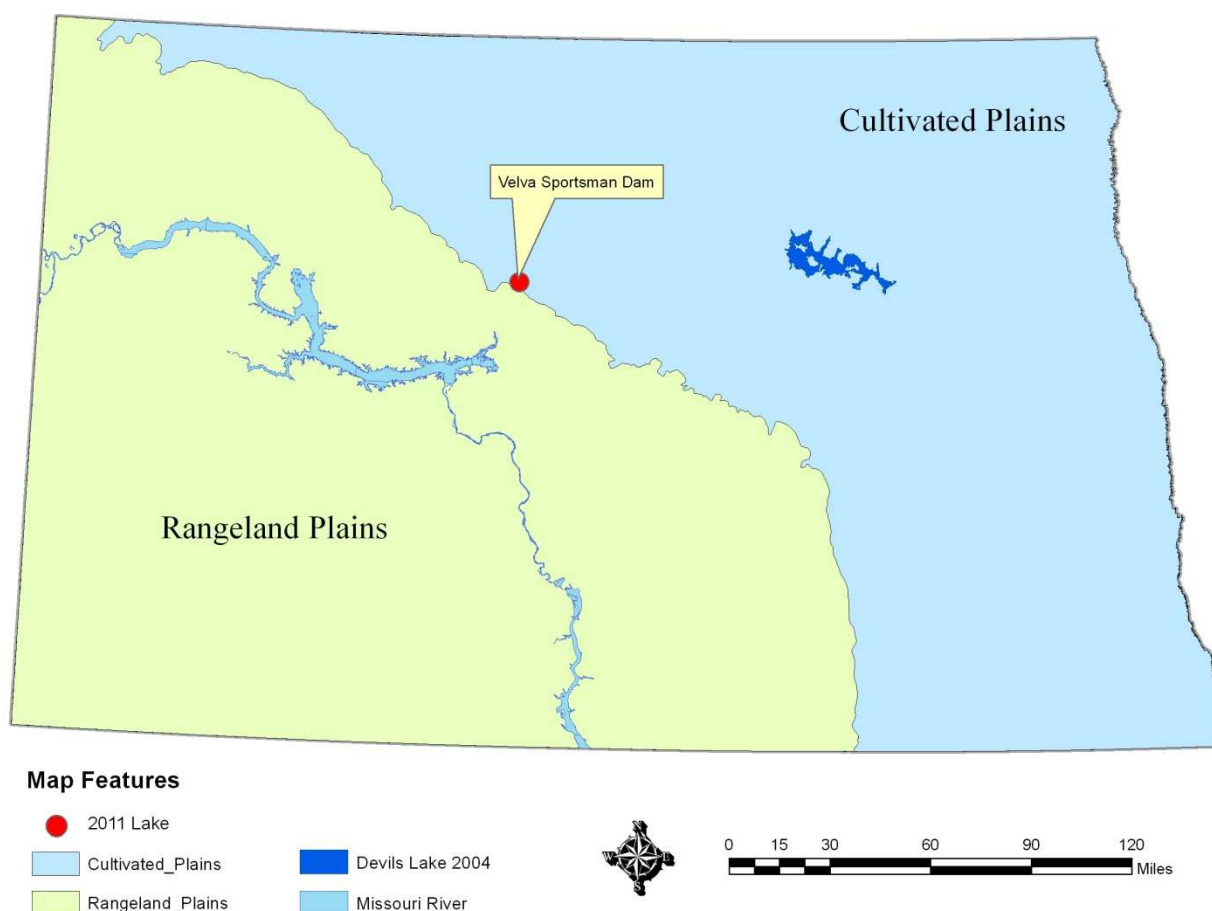 Cultivated Plains
Velva Sportsman Dam
Rangeland Plains
Map Features
2011 Lake
Cultivated_Plains
Rangeland_Plains
Devils Lake 2004
Missouri River
N
W E
S
0 15 30 60 90 120
Miles